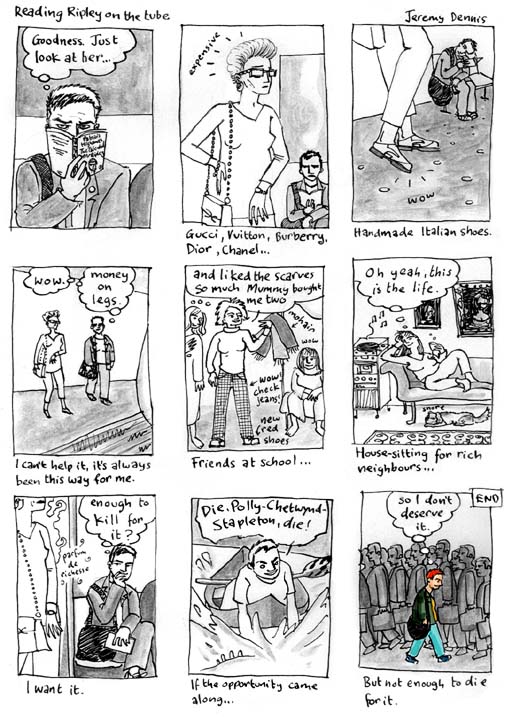 Reading Ripley on the tube
Jeremy Dennis
Goodness. Just
look at her...
expensive
Gucci, Vuitton, Burberry,
Dior, Chanel...
wow
Handmade Italian shoes.
wow.
money
on
legs.
I can't help it, it's always
been this way for me.
and liked the scarves
so much Mummy bought
me two
mohair
wow
wow!
check
jeans!
new
fred
shoes
Friends at school...
Oh yeah, this
is the life.
snore
House-sitting for rich
neighbours...
enough to
kill for
it?
parfum
de
richesse
I want it.
Die, Polly-Chetwynd-
Stapleton, die!
If the opportunity came
along...
so I don't
deserve
it.
END
But not enough to die
for it.